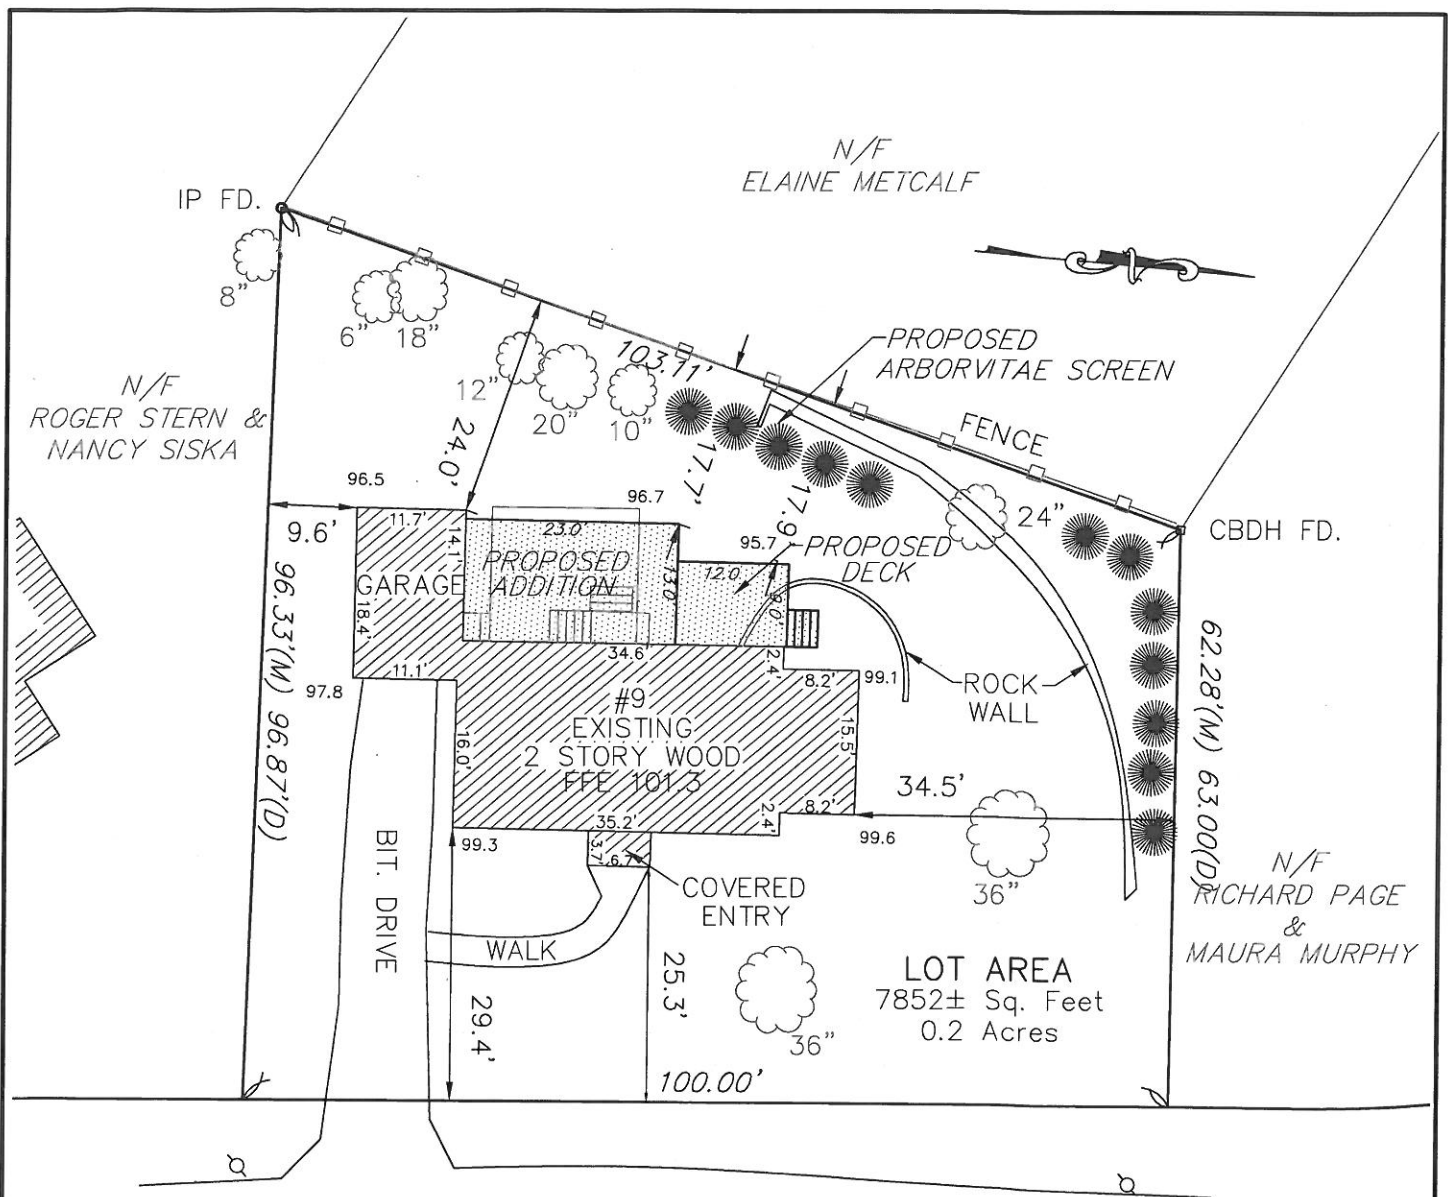 N/F
ELAINE METCALF
IP FD.
8"
6"
18"
103.11'
PROPOSED
ARBORVITAE SCREEN
12"
20"
10"
N/F
ROGER STERN &
NANCY SISKA
24.0'
17.7'
17.9'
FENCE
24"
CBDH FD.
96.5
96.7
95.7
9.6'
11.7'
14.1'
23.0'
PROPOSED
ADDITION
13.0'
12.0'
9.0'
PROPOSED
DECK
GARAGE
18.4'
11.1'
97.8
34.6'
2.4'
8.2'
99.1
ROCK
WALL
96.33'(M) 96.87'(D)
62.28'(M) 63.00'(D)
#9
EXISTING
2 STORY WOOD
FFE 101.3
16.0'
15.5'
34.5'
35.2'
2.4'
8.2'
99.3
99.6
3.7'
6.7'
36"
COVERED
ENTRY
BIT. DRIVE
WALK
N/F
RICHARD PAGE
&
MAURA MURPHY
29.4'
25.3'
36"
LOT AREA
7852± Sq. Feet
0.2 Acres
100.00'